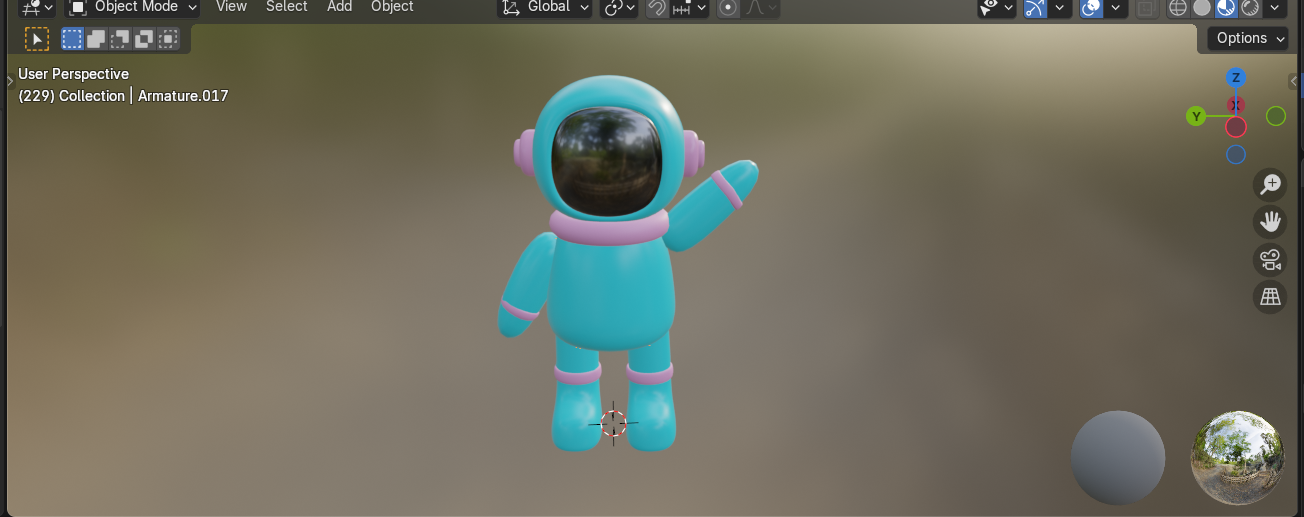 Object Mode View Select Add Object Global
Options
User Perspective
(229) Collection | Armature.017
Z
X
Y